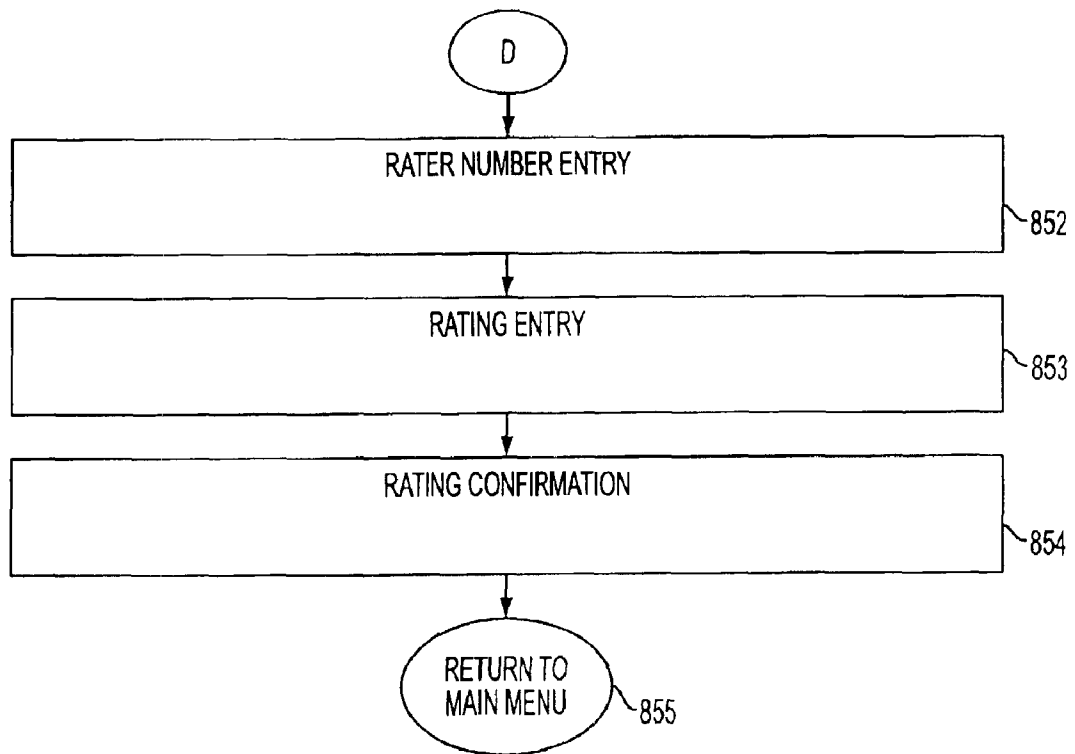 D
RATER NUMBER ENTRY
852
RATING ENTRY
853
RATING CONFIRMATION
854
RETURN TO
MAIN MENU
855